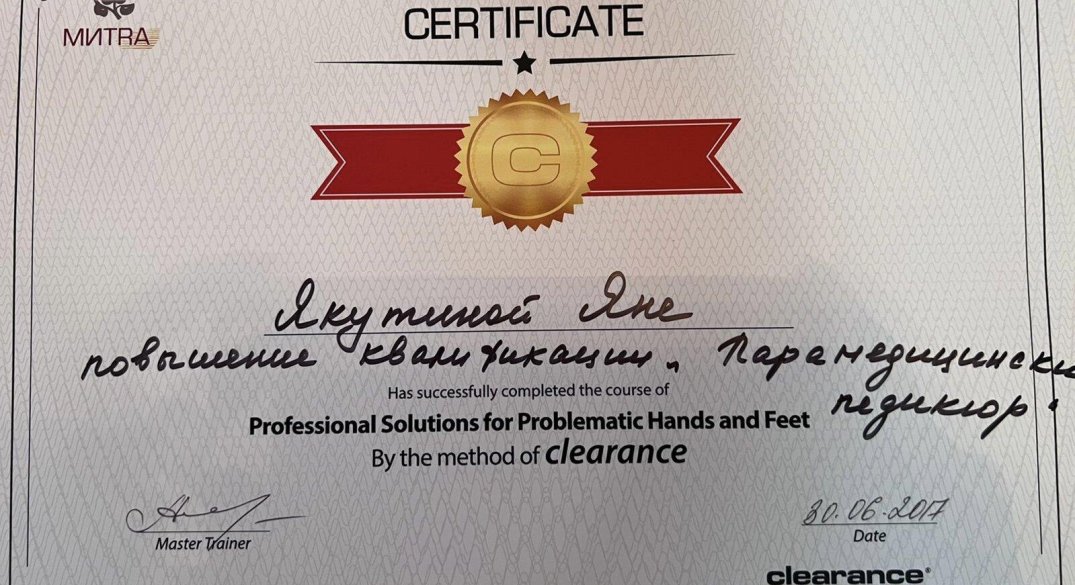 МИТRA
CERTIFICATE
C
Якутиной Яне
повышение квалификации „Парамедицински
педикюр.
Has successfully completed the course of
Professional Solutions for Problematic Hands and Feet
By the method of clearance
30.06.2017
Master Trainer
Date
clearance®